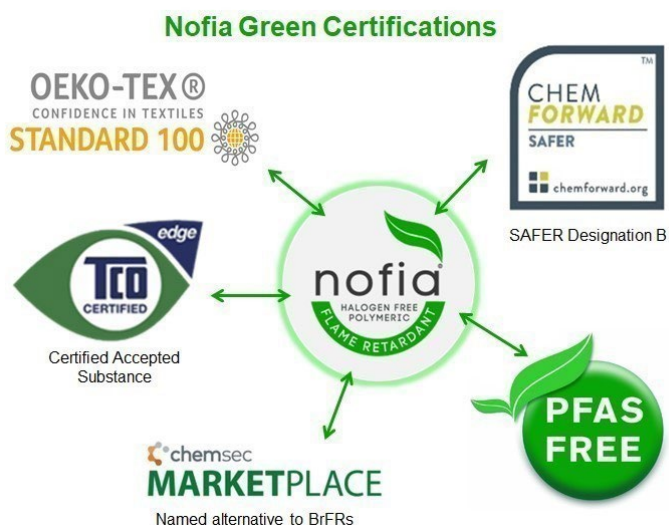 Nofia Green Certifications
OEKO-TEX®
CONFIDENCE IN TEXTILES
STANDARD 100
TM
CHEM
FORWARD
SAFER
chemforward.org
SAFER Designation B
edge
TCO
CERTIFIED
Certified Accepted
Substance
nofia®
HALOGEN FREE
POLYMERIC
FLAME RETARDANT
PFAS
FREE
chemsec
MARKETPLACE
Named alternative to BrFRs